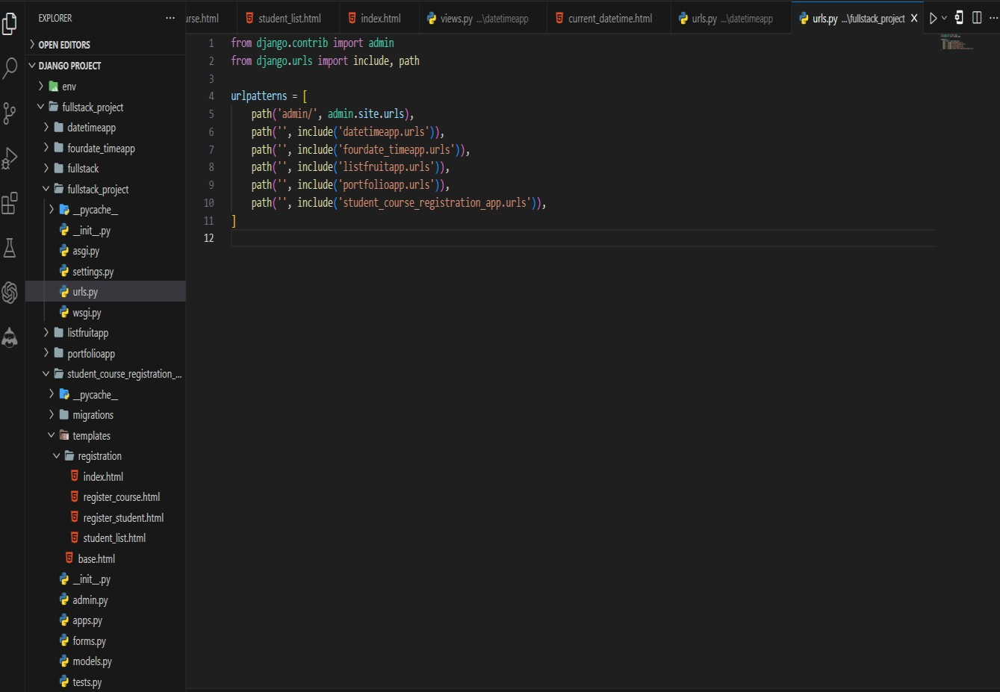 EXPLORER ···
OPEN EDITORS
DJANGO PROJECT
env
fullstack_project
datetimeapp
fourdate_timeapp
fullstack
fullstack_project
__pycache__
__init__.py
asgi.py
settings.py
urls.py
wsgi.py
listfruitapp
portfolioapp
student_course_registration_...
__pycache__
migrations
templates
registration
index.html
register_course.html
register_student.html
student_list.html
base.html
__init__.py
admin.py
apps.py
forms.py
models.py
tests.py
urse.html student_list.html index.html views.py ...\datetimeapp current_datetime.html urls.py ...\datetimeapp urls.py ...\fullstack_project X ···
1 from django.contrib import admin
2 from django.urls import include, path
3
4 urlpatterns = [
5 path('admin/', admin.site.urls),
6 path('', include('datetimeapp.urls')),
7 path('', include('fourdate_timeapp.urls')),
8 path('', include('listfruitapp.urls')),
9 path('', include('portfolioapp.urls')),
10 path('', include('student_course_registration_app.urls')),
11 ]
12